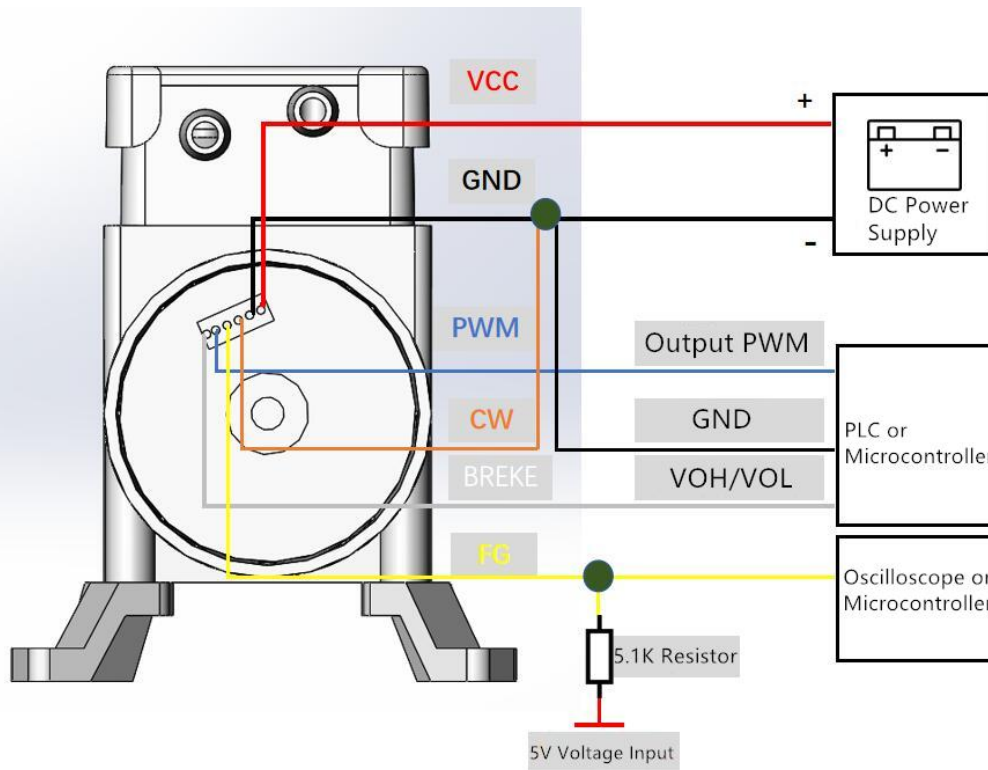 VCC
+
+ -
DC Power
Supply
GND
-
PWM
Output PWM
CW
GND
PLC or
Microcontroller
BREKE
VOH/VOL
FG
Oscilloscope or
Microcontroller
5.1K Resistor
5V Voltage Input